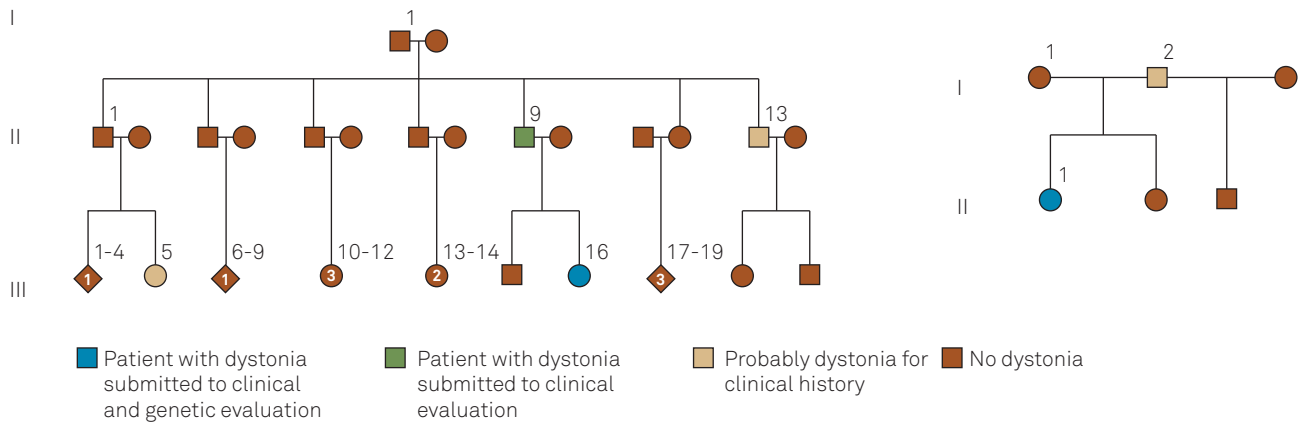 I
1
1
2
I
II
1
9
13
1
II
1-4
5
6-9
10-12
13-14
16
17-19
III
1
1
3
2
3
Patient with dystonia
submitted to clinical
and genetic evaluation
Patient with dystonia
submitted to clinical
evaluation
Probably dystonia for
clinical history
No dystonia